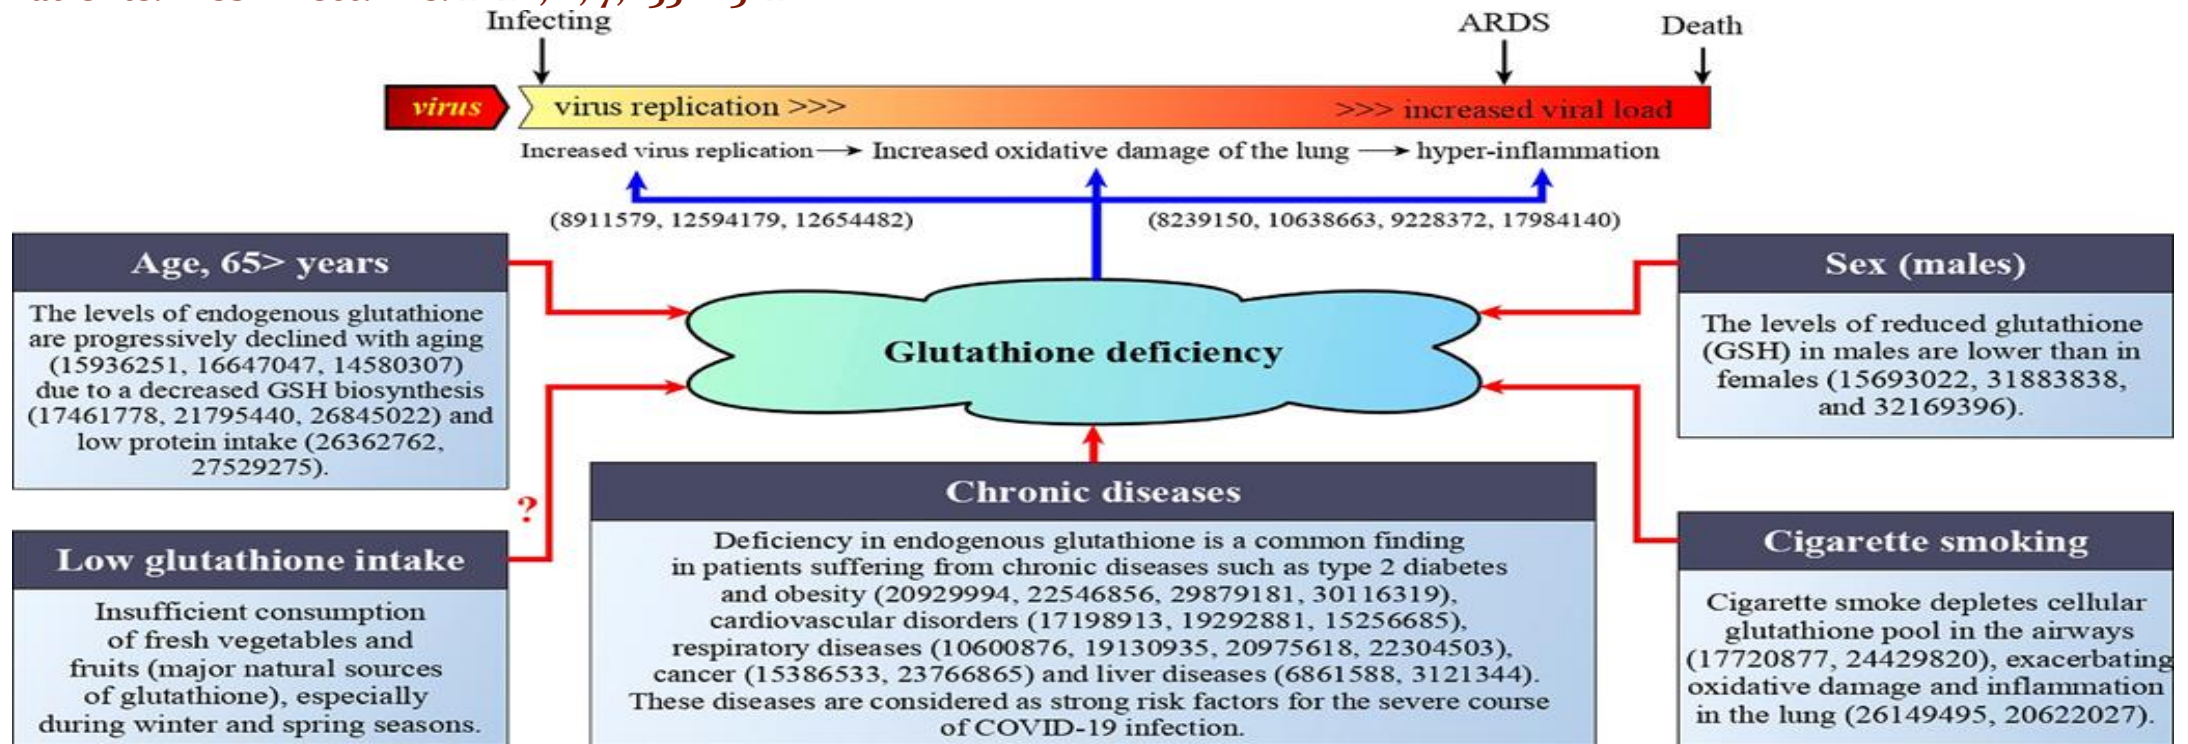 Infecting
ARDS
Death
virus
virus replication >>>
>>> increased viral load
Increased virus replication → Increased oxidative damage of the lung → hyper-inflammation
(8911579, 12594179, 12654482)
(8239150, 10638663, 9228372, 17984140)
Age, 65> years
The levels of endogenous glutathione
are progressively declined with aging
(15936251, 16647047, 14580307)
due to a decreased GSH biosynthesis
(17461778, 21795440, 26845022) and
low protein intake (26362762,
27529275).
Glutathione deficiency
Sex (males)
The levels of reduced glutathione
(GSH) in males are lower than in
females (15693022, 31883838,
and 32169396).
?
Low glutathione intake
Insufficient consumption
of fresh vegetables and
fruits (major natural sources
of glutathione), especially
during winter and spring seasons.
Chronic diseases
Deficiency in endogenous glutathione is a common finding
in patients suffering from chronic diseases such as type 2 diabetes
and obesity (20929994, 22546856, 29879181, 30116319),
cardiovascular disorders (17198913, 19292881, 15256685),
respiratory diseases (10600876, 19130935, 20975618, 22304503),
cancer (15386533, 23766865) and liver diseases (6861588, 3121344).
These diseases are considered as strong risk factors for the severe course
of COVID-19 infection.
Cigarette smoking
Cigarette smoke depletes cellular
glutathione pool in the airways
(17720877, 24429820), exacerbating
oxidative damage and inflammation
in the lung (26149495, 20622027).